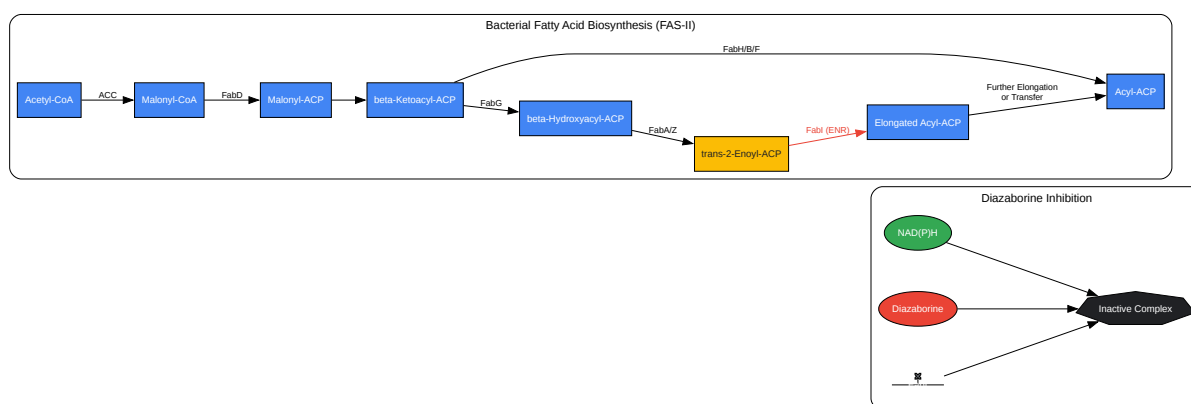 Bacterial Fatty Acid Biosynthesis (FAS-II)
FabH/B/F
Acetyl-CoA
ACC
Malonyl-CoA
FabD
Malonyl-ACP
beta-Ketoacyl-ACP
FabG
beta-Hydroxyacyl-ACP
FabA/Z
trans-2-Enoyl-ACP
FabI (ENR)
Elongated Acyl-ACP
Further Elongation
or Transfer
Acyl-ACP
Diazaborine Inhibition
NAD(P)H
Diazaborine
Inactive Complex